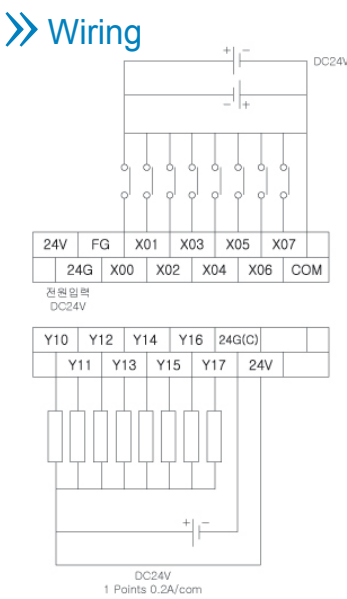 Wiring
+ −
DC24V
− +
24V FG X01 X03 X05 X07
24G X00 X02 X04 X06 COM
전원입력
DC24V
Y10 Y12 Y14 Y16 24G(C)
Y11 Y13 Y15 Y17 24V
+ −
DC24V
1 Points 0.2A/com